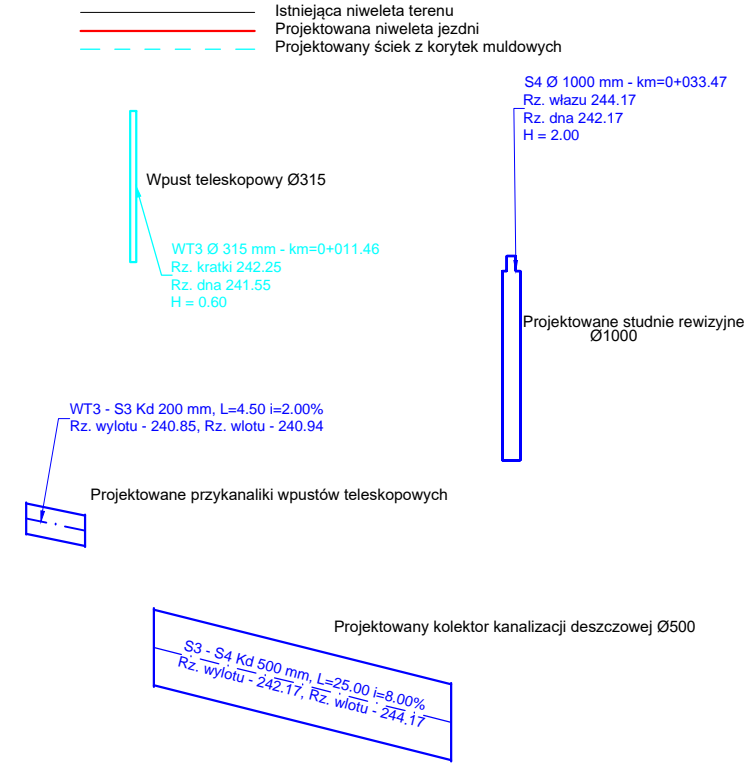 Istniejąca niweleta terenu
Projektowana niweleta jezdni
Projektowany ściek z korytek muldowych
S4 Ø 1000 mm - km=0+033.47
Rz. włazu 244.17
Rz. dna 242.17
H = 2.00
Wpust teleskopowy Ø315
WT3 Ø 315 mm - km=0+011.46
Rz. kratki 242.25
Rz. dna 241.55
H = 0.60
Projektowane studnie rewizyjne
Ø1000
WT3 - S3 Kd 200 mm, L=4.50 i=2.00%
Rz. wylotu - 240.85, Rz. wlotu - 240.94
Projektowane przykanaliki wpustów teleskopowych
Projektowany kolektor kanalizacji deszczowej Ø500
S3 - S4 Kd 500 mm, L=25.00 i=8.00%
Rz. wylotu - 242.17, Rz. wlotu - 244.17